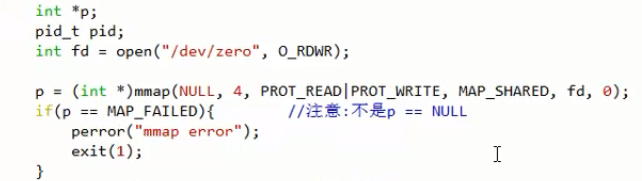 int *p;
pid_t pid;
int fd = open("/dev/zero", O_RDWR);
p = (int *)mmap(NULL, 4, PROT_READ|PROT_WRITE, MAP_SHARED, fd, 0);
if(p == MAP_FAILED){ //注意:不是p == NULL
perror("mmap error");
exit(1);
}